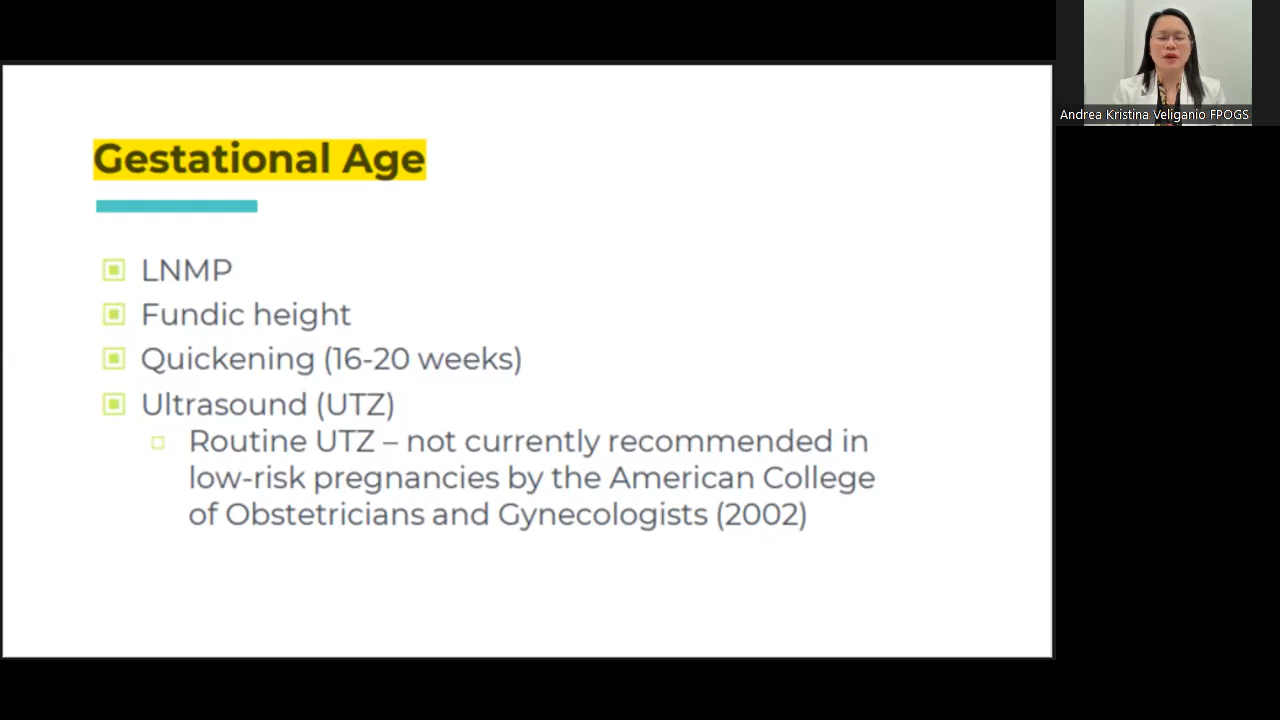 Gestational Age
LNMP
Fundic height
Quickening (16-20 weeks)
Ultrasound (UTZ)
Routine UTZ – not currently recommended in
low-risk pregnancies by the American College
of Obstetricians and Gynecologists (2002)
Andrea Kristina Veliganio FPOGS